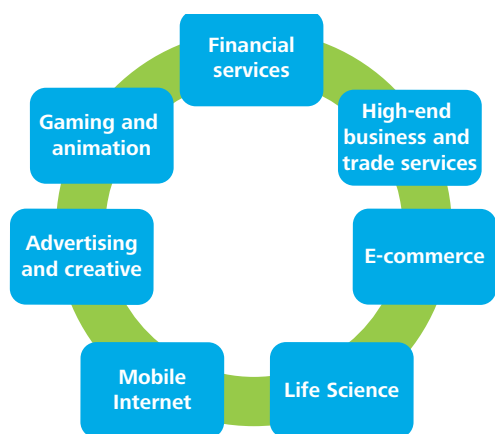 Financial
services
High-end
business and
trade services
E-commerce
Life Science
Mobile
Internet
Advertising
and creative
Gaming and
animation